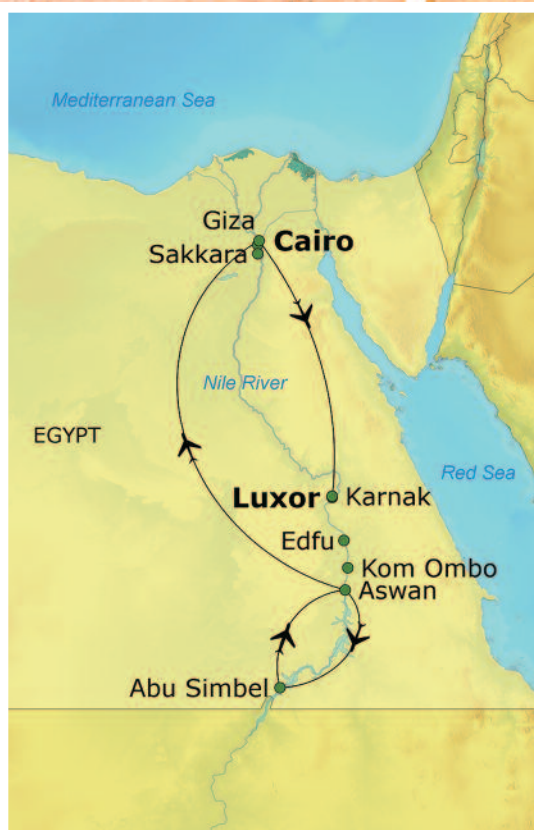 Mediterranean Sea
Giza
Cairo
Sakkara
Nile River
EGYPT
Red Sea
Luxor
Karnak
Edfu
Kom Ombo
Aswan
Abu Simbel